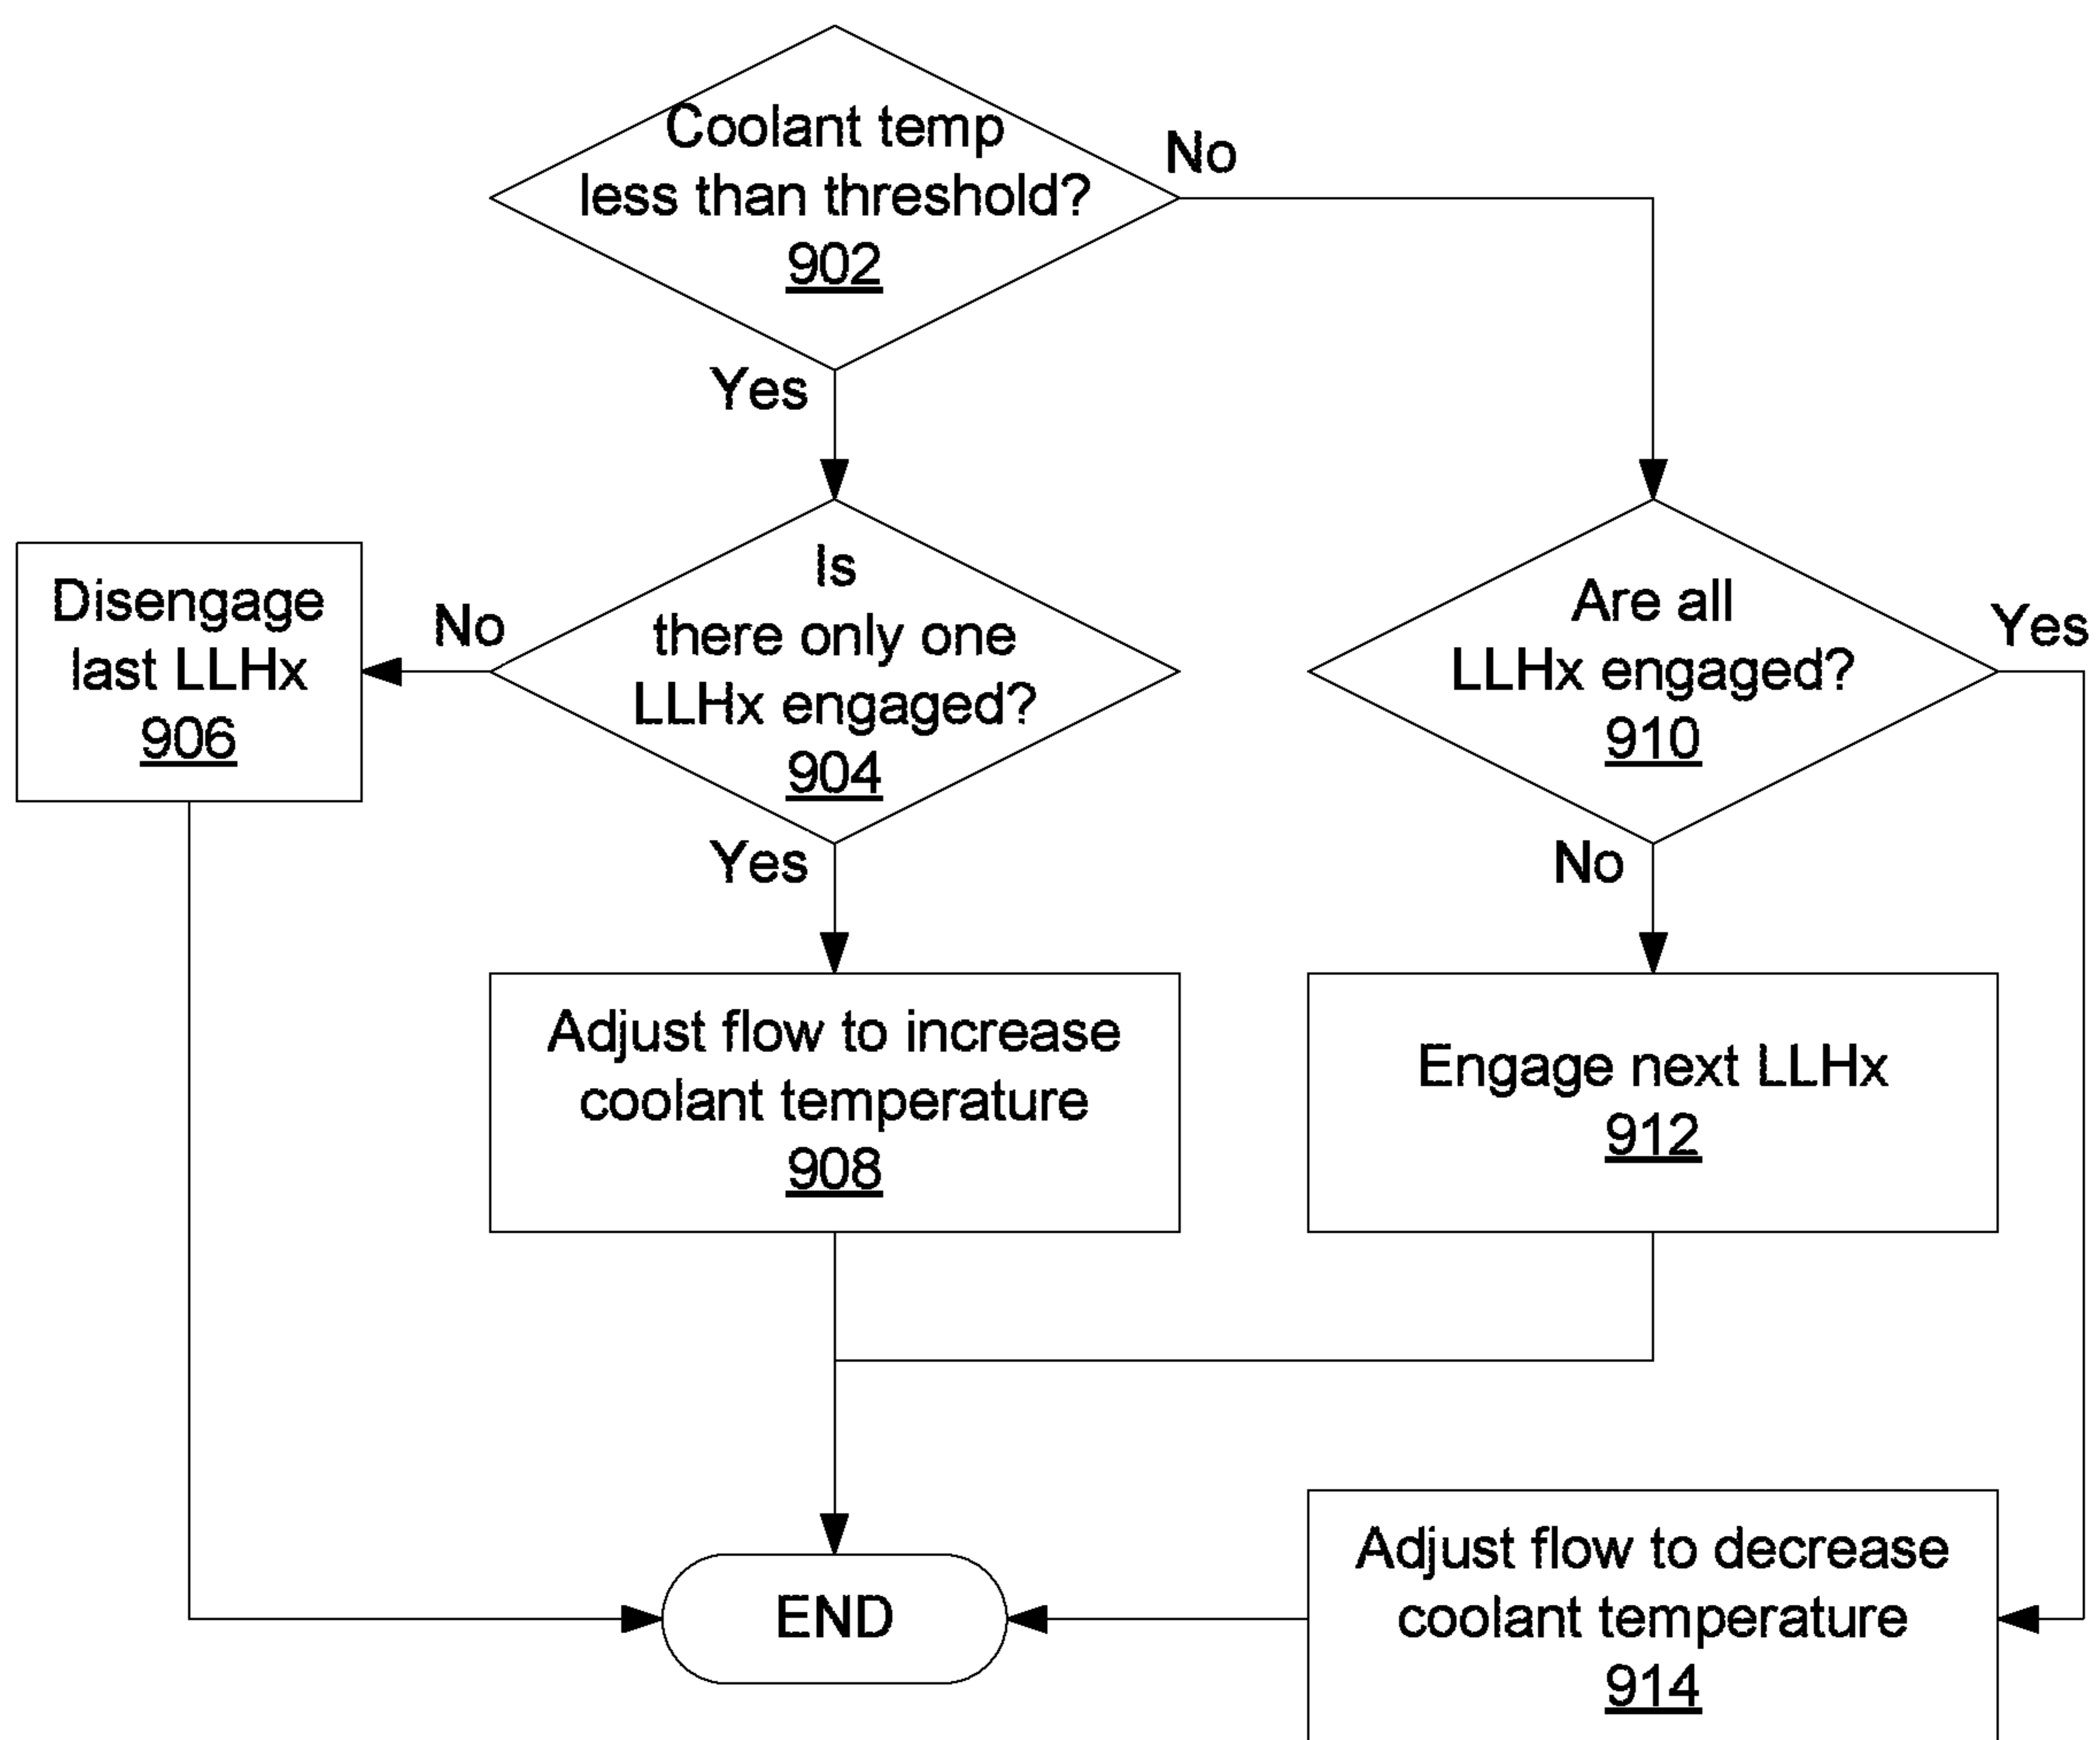 Coolant temp
less than threshold?
902
No
Yes
Disengage
last LLHx
906
No
Is
there only one
LLHx engaged?
904
Yes
Are all
LLHx engaged?
910
Yes
No
Adjust flow to increase
coolant temperature
908
Engage next LLHx
912
END
Adjust flow to decrease
coolant temperature
914